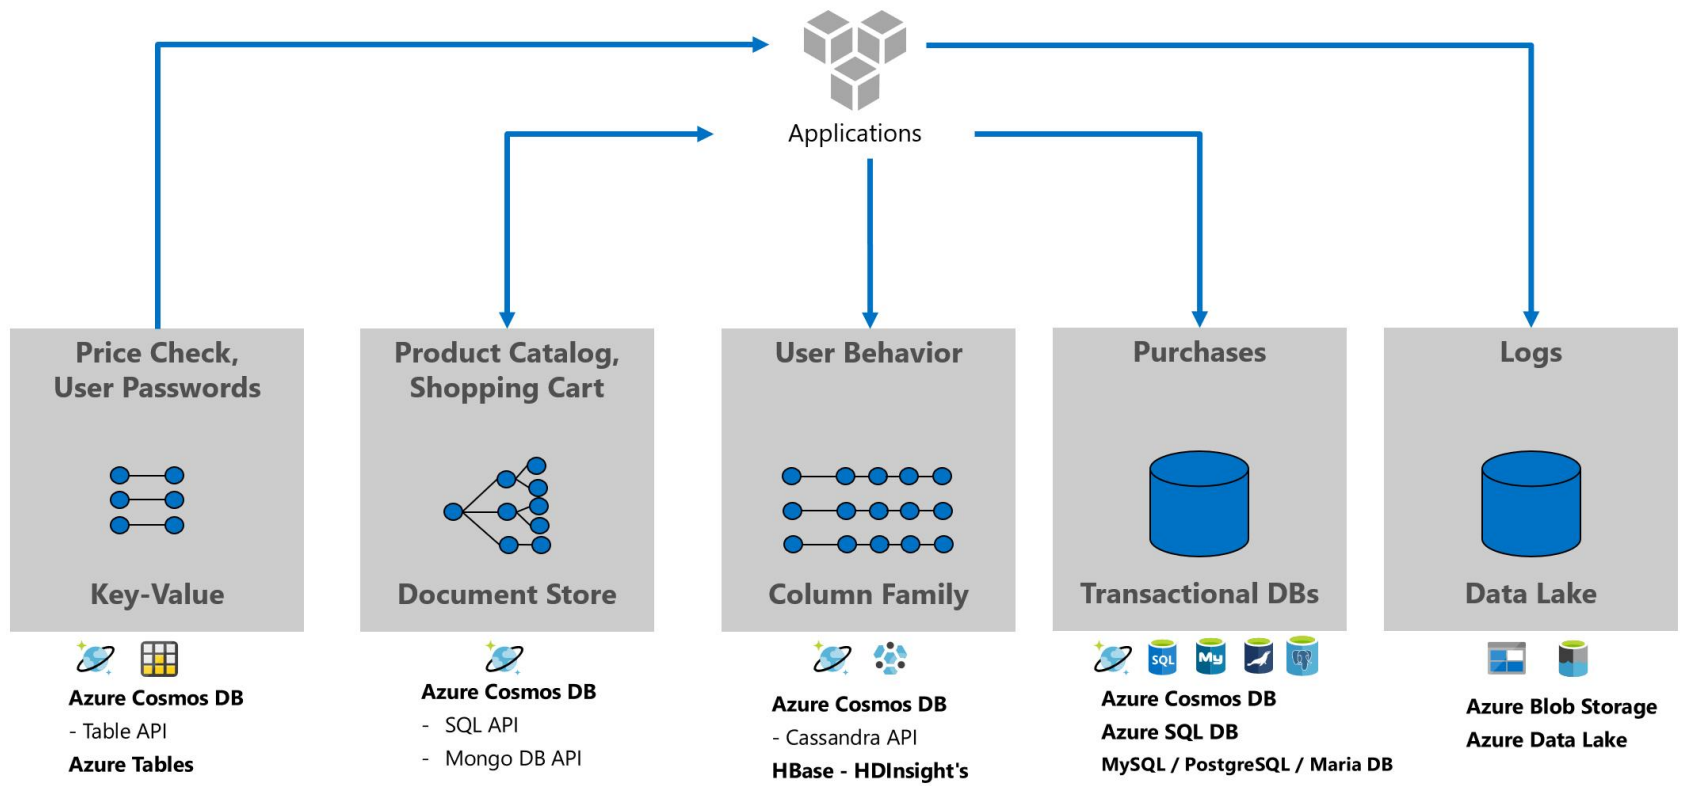 Applications
Price Check,
User Passwords
Key-Value
Azure Cosmos DB
- Table API
Azure Tables
Product Catalog,
Shopping Cart
Document Store
Azure Cosmos DB
- SQL API
- Mongo DB API
User Behavior
Column Family
Azure Cosmos DB
- Cassandra API
HBase - HDInsight's
Purchases
Transactional DBs
SQL
My
Azure Cosmos DB
Azure SQL DB
MySQL / PostgreSQL / Maria DB
Logs
Data Lake
Azure Blob Storage
Azure Data Lake